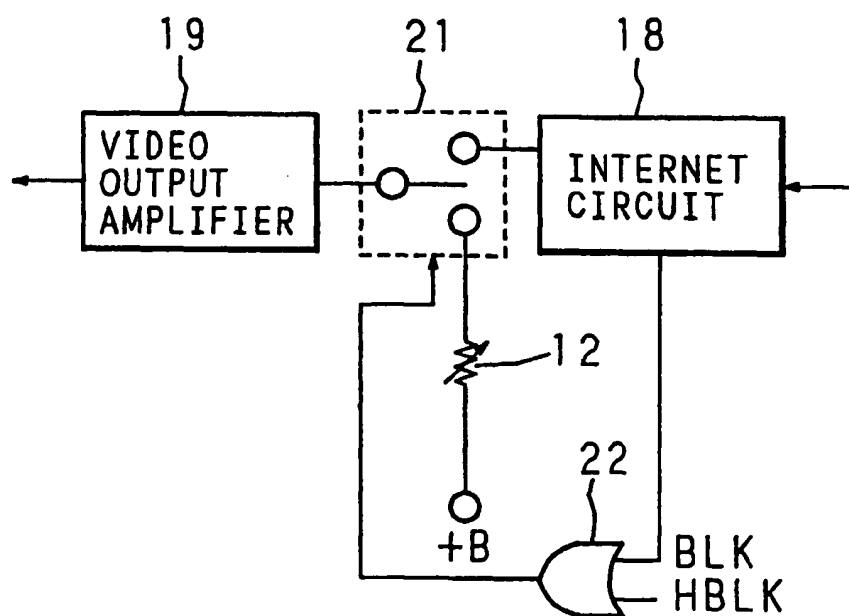 19
21
18
VIDEO
OUTPUT
AMPLIFIER
INTERNET
CIRCUIT
12
22
+B
BLK
HBLK